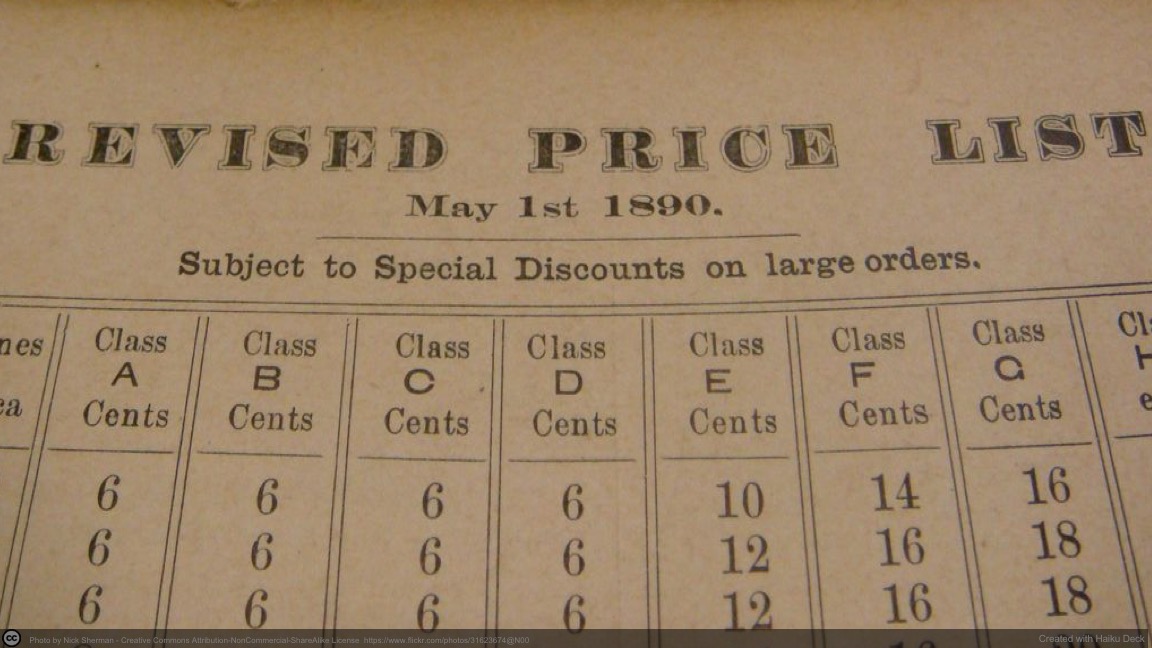 REVISED PRICE LIST
May 1st 1890.
Subject to Special Discounts on large orders.
Class Class Class Class Class Class Class
A B C D E F G H
Cents Cents Cents Cents Cents Cents Cents
6 6 6 6 10 14 16
6 6 6 6 12 16 18
6 6 6 6 12 16 18
Photo by Nick Sherman - Creative Commons Attribution-NonCommercial-ShareAlike License https://www.flickr.com/photos/31623674@N00 Created with Haiku Deck